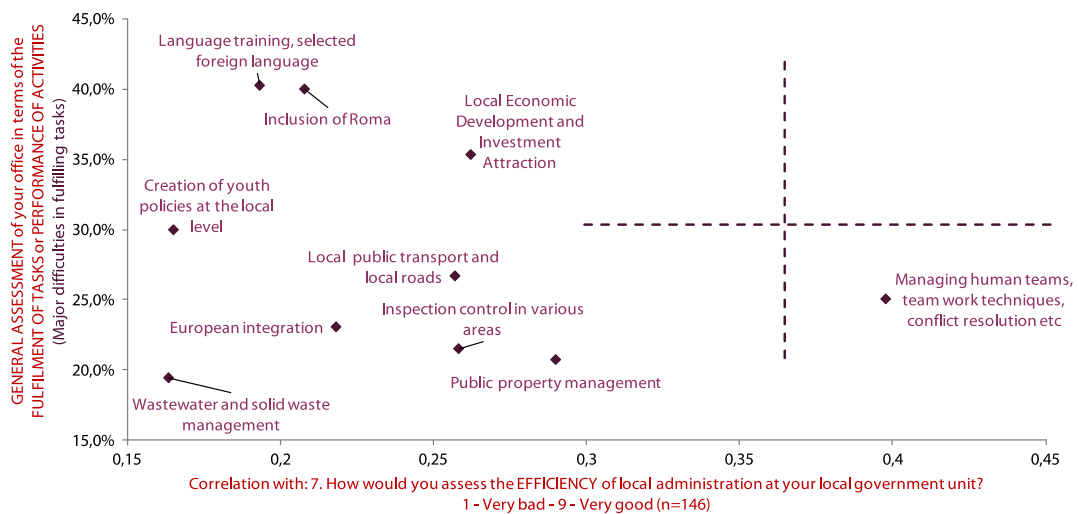 GENERAL ASSESSMENT of your office in terms of the
FULFILMENT OF TASKS or PERFORMANCE OF ACTIVITIES
(Major difficulties in fulfilling tasks)
45,0%
40,0%
35,0%
30,0%
25,0%
20,0%
15,0%
Language training, selected
foreign language
Inclusion of Roma
Local Economic
Development and
Investment
Attraction
Creation of youth
policies at the local
level
Local public transport and
local roads
Managing human teams,
team work techniques,
conflict resolution etc
Inspection control in various
areas
European integration
Public property management
Wastewater and solid waste
management
0,15
0,2
0,25
0,3
0,35
0,4
0,45
Correlation with: 7. How would you assess the EFFICIENCY of local administration at your local government unit?
1 - Very bad - 9 - Very good (n=146)